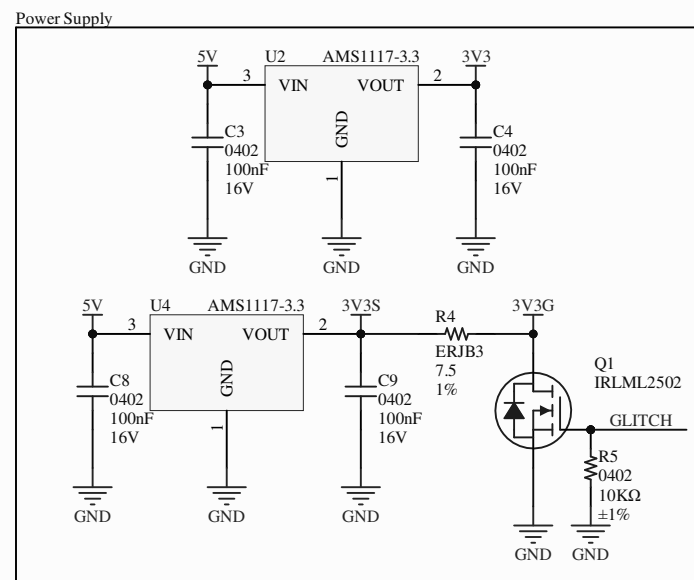 Power Supply
5V
U2
AMS1117-3.3
3V3
3
VIN
VOUT
2
GND
1
C3
0402
100nF
16V
C4
0402
100nF
16V
GND
GND
GND
5V
U4
AMS1117-3.3
3V3S
R4
3V3G
3
VIN
VOUT
2
GND
1
ERJB3
7.5
1%
C8
0402
100nF
16V
C9
0402
100nF
16V
Q1
IRLML2502
GLITCH
R5
0402
10KΩ
±1%
GND
GND
GND
GND
GND